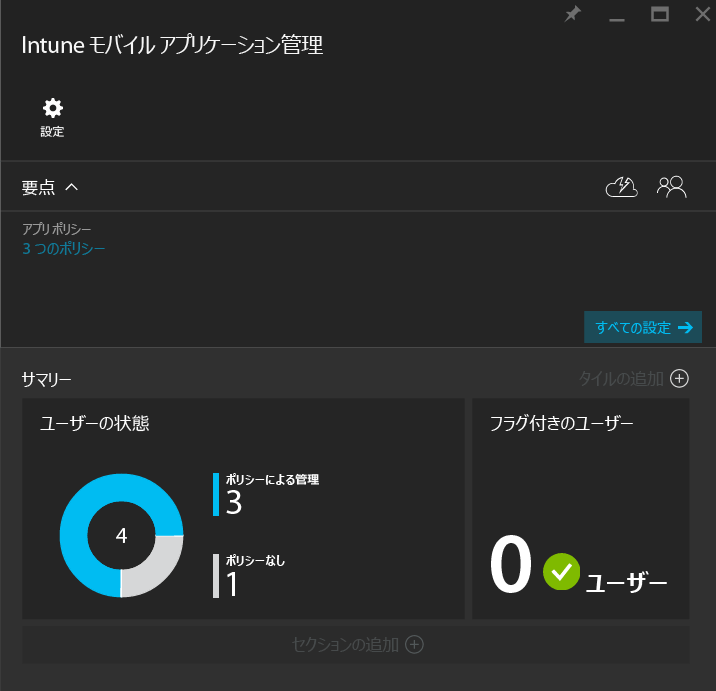 Intune モバイル アプリケーション管理
設定
要点
アプリ ポリシー
3 つのポリシー
すべての設定
サマリー
タイルの追加
ユーザーの状態
フラグ付きのユーザー
4
ポリシーによる管理
3
ポリシーなし
1
0 ユーザー
セクションの追加